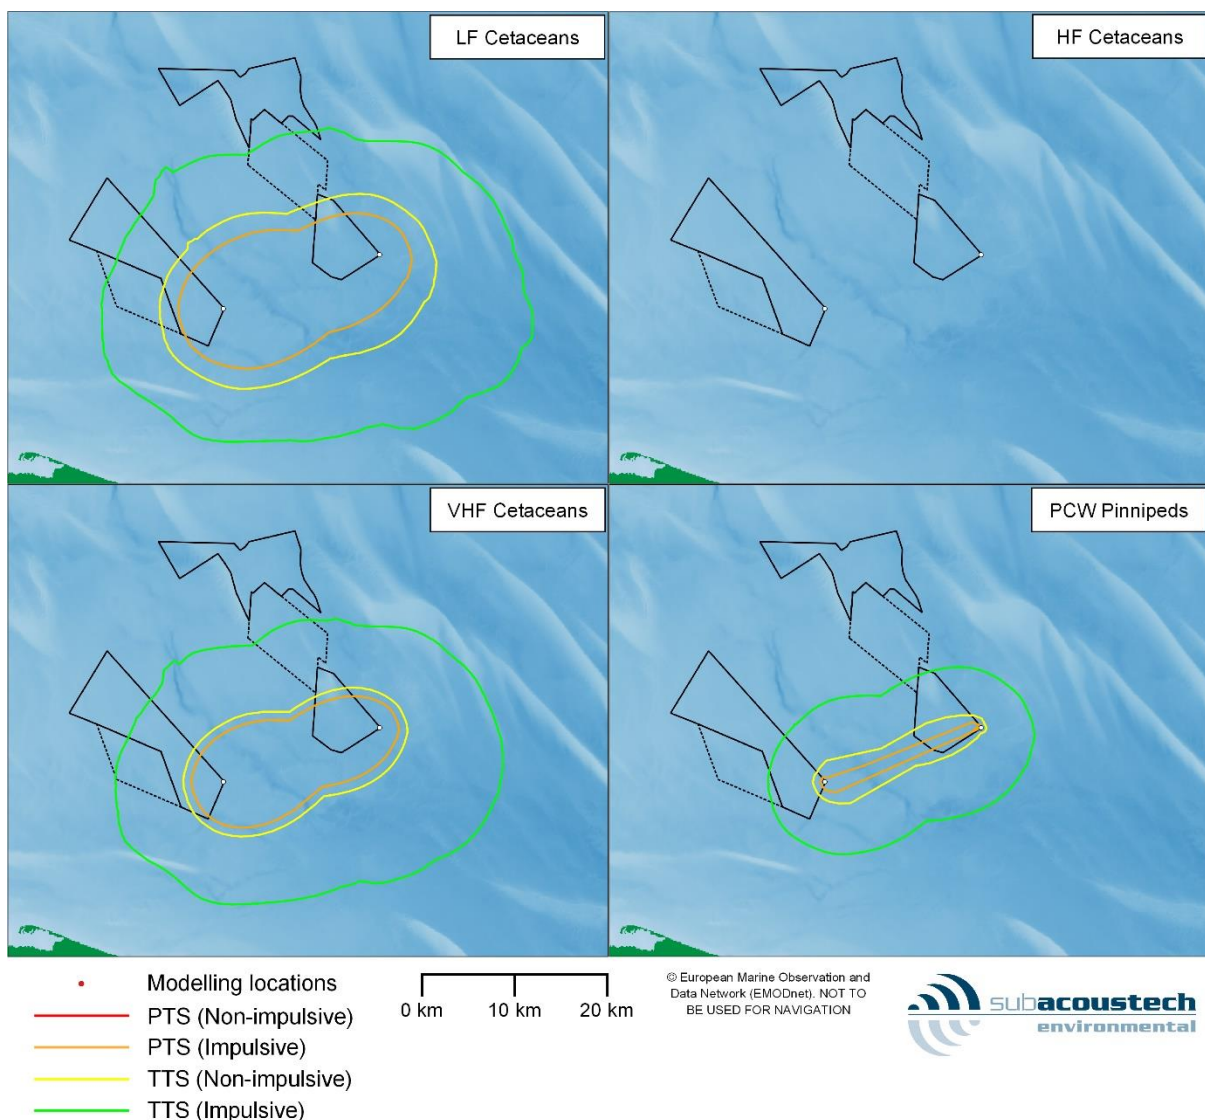 LF Cetaceans
HF Cetaceans
VHF Cetaceans
PCW Pinnipeds
Modelling locations
PTS (Non-impulsive)
PTS (Impulsive)
TTS (Non-impulsive)
TTS (Impulsive)
0 km 10 km 20 km
© European Marine Observation and
Data Network (EMODnet). NOT TO
BE USED FOR NAVIGATION
subacoustech
environmental